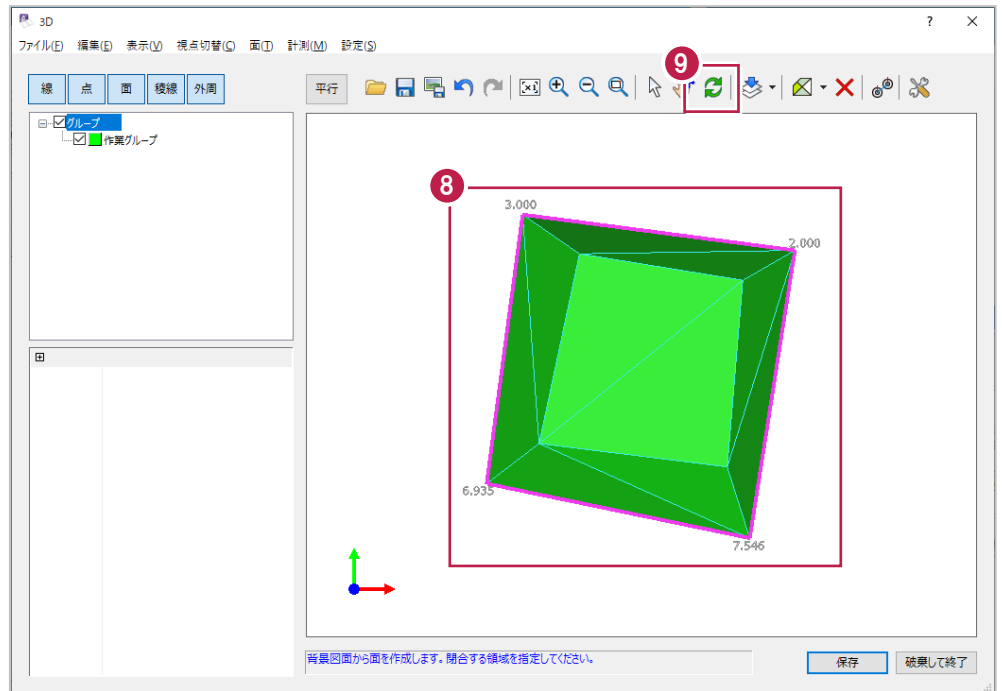 3D
? ×
ファイル(F) 編集(E) 表示(V) 視点切替(C) 面(T) 計測(M) 設定(S)
9
線 点 面 稜線 外周 平行
グループ
作業グループ
8
3.000
2.000
6.935
7.546
背景図面から面を作成します。閉合する領域を指定してください。
保存 破棄して終了